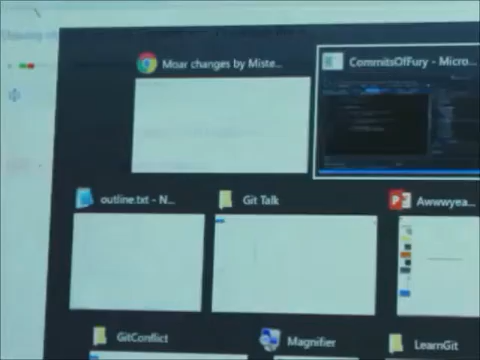 Moar changes by Miste...
CommitsOfFury - Micro...
outline.txt - N...
Git Talk
Awwwyea...
GitConflict
Magnifier
LearnGit